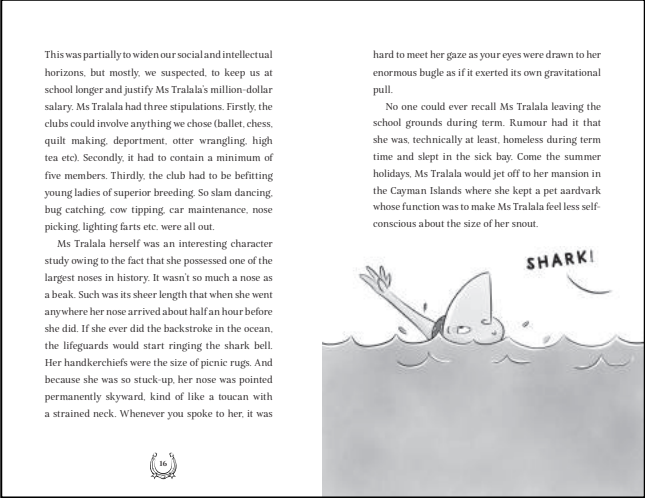 This was partially to widen our social and intellectual
horizons, but mostly, we suspected, to keep us at
school longer and justify Ms Tralala's million-dollar
salary. Ms Tralala had three stipulations. Firstly, the
clubs could involve anything we chose (ballet, chess,
quilt making, deportment, otter wrangling, high
tea etc). Secondly, it had to contain a minimum of
five members. Thirdly, the club had to be befitting
young ladies of superior breeding. So slam dancing,
bug catching, cow tipping, car maintenance, nose
picking, lighting farts etc. were all out.
Ms Tralala herself was an interesting character
study owing to the fact that she possessed one of the
largest noses in history. It wasn't so much a nose as
a beak. Such was its sheer length that when she went
anywhere her nose arrived about half an hour before
she did. If she ever did the backstroke in the ocean,
the lifeguards would start ringing the shark bell.
Her handkerchiefs were the size of picnic rugs. And
because she was so stuck-up, her nose was pointed
permanently skyward, kind of like a toucan with
a strained neck. Whenever you spoke to her, it was
16
hard to meet her gaze as your eyes were drawn to her
enormous bugle as if it exerted its own gravitational
pull.
No one could ever recall Ms Tralala leaving the
school grounds during term. Rumour had it that
she was, technically at least, homeless during term
time and slept in the sick bay. Come the summer
holidays, Ms Tralala would jet off to her mansion in
the Cayman Islands where she kept a pet aardvark
whose function was to make Ms Tralala feel less self-
conscious about the size of her snout.
SHARK!